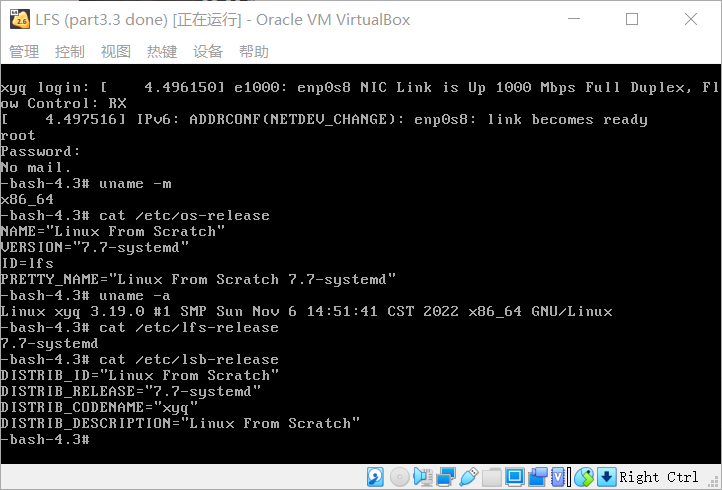 LFS (part3.3 done) [正在运行] - Oracle VM VirtualBox
管理 控制 视图 热键 设备 帮助
xyq login: [    4.496150] e1000: enp0s8 NIC Link is Up 1000 Mbps Full Duplex, Fl
ow Control: RX
[    4.497516] IPv6: ADDRCONF(NETDEV_CHANGE): enp0s8: link becomes ready
root
Password:
No mail.
-bash-4.3# uname -m
x86_64
-bash-4.3# cat /etc/os-release
NAME="Linux From Scratch"
VERSION="7.7-systemd"
ID=lfs
PRETTY_NAME="Linux From Scratch 7.7-systemd"
-bash-4.3# uname -a
Linux xyq 3.19.0 #1 SMP Sun Nov 6 14:51:41 CST 2022 x86_64 GNU/Linux
-bash-4.3# cat /etc/lfs-release
7.7-systemd
-bash-4.3# cat /etc/lsb-release
DISTRIB_ID="Linux From Scratch"
DISTRIB_RELEASE="7.7-systemd"
DISTRIB_CODENAME="xyq"
DISTRIB_DESCRIPTION="Linux From Scratch"
-bash-4.3#
Right Ctrl